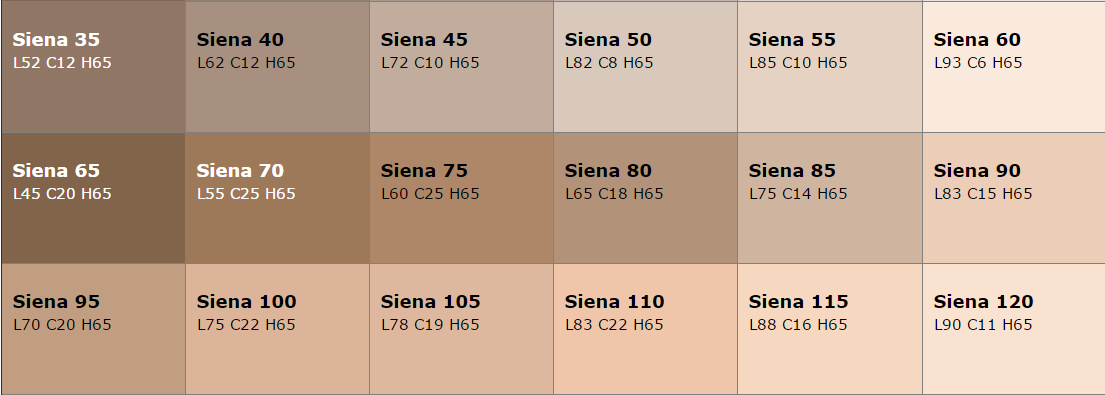 Siena 35
L52 C12 H65
Siena 40
L62 C12 H65
Siena 45
L72 C10 H65
Siena 50
L82 C8 H65
Siena 55
L85 C10 H65
Siena 60
L93 C6 H65
Siena 65
L45 C20 H65
Siena 70
L55 C25 H65
Siena 75
L60 C25 H65
Siena 80
L65 C18 H65
Siena 85
L75 C14 H65
Siena 90
L83 C15 H65
Siena 95
L70 C20 H65
Siena 100
L75 C22 H65
Siena 105
L78 C19 H65
Siena 110
L83 C22 H65
Siena 115
L88 C16 H65
Siena 120
L90 C11 H65